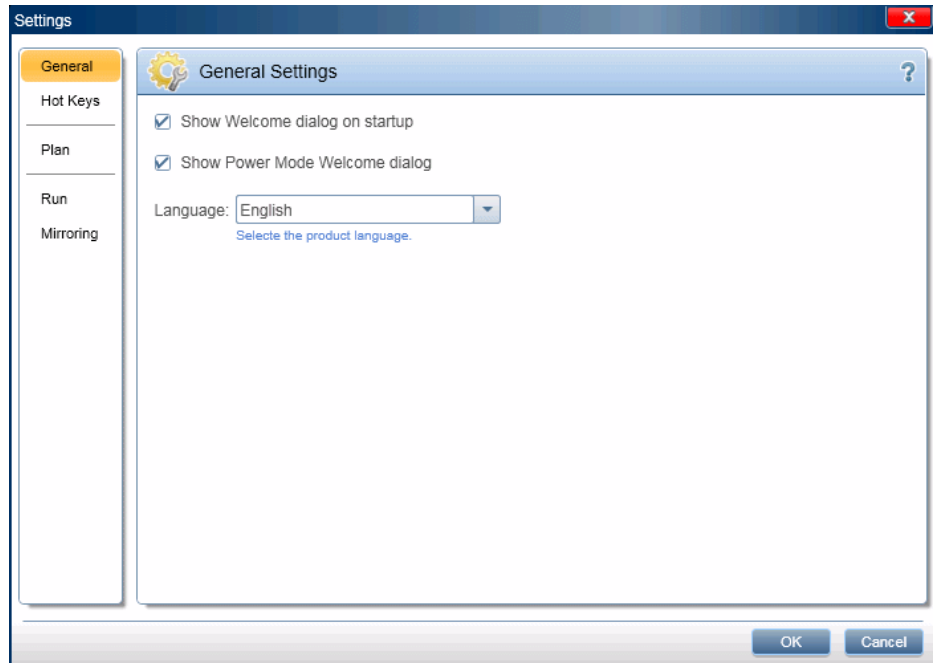 Settings
General
Hot Keys
Plan
Run
Mirroring
General Settings
?
Show Welcome dialog on startup
Show Power Mode Welcome dialog
Language: English
Selecte the product language.
OK Cancel